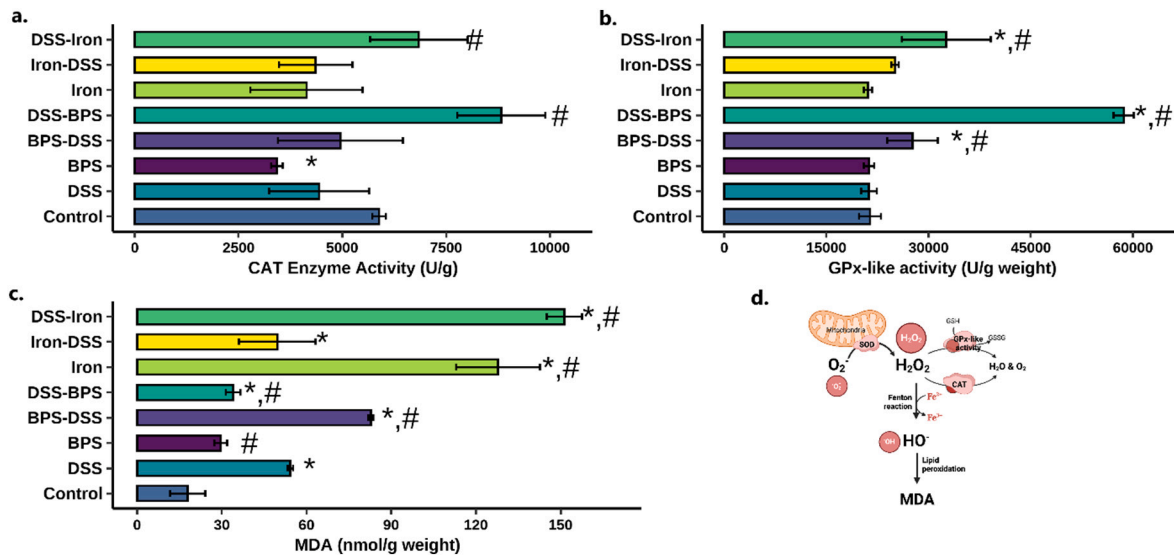 a.
DSS-Iron #
Iron-DSS
Iron
DSS-BPS #
BPS-DSS
BPS *
DSS
Control
0 2500 5000 7500 10000
CAT Enzyme Activity (U/g)
b.
DSS-Iron *,#
Iron-DSS
Iron
DSS-BPS *,#
BPS-DSS *,#
BPS
DSS
Control
0 15000 30000 45000 60000
GPx-like activity (U/g weight)
c.
DSS-Iron *,#
Iron-DSS *
Iron *,#
DSS-BPS *,#
BPS-DSS *,#
BPS #
DSS *
Control
0 30 60 90 120 150
MDA (nmol/g weight)
d.
Mitochondria
SOD
H₂O₂
GSH
GPx-like
activity
GSSG
O₂⁻
H₂O₂
H₂O & O₂
CAT
Fenton
reaction
HO⁻
Lipid
peroxidation
MDA